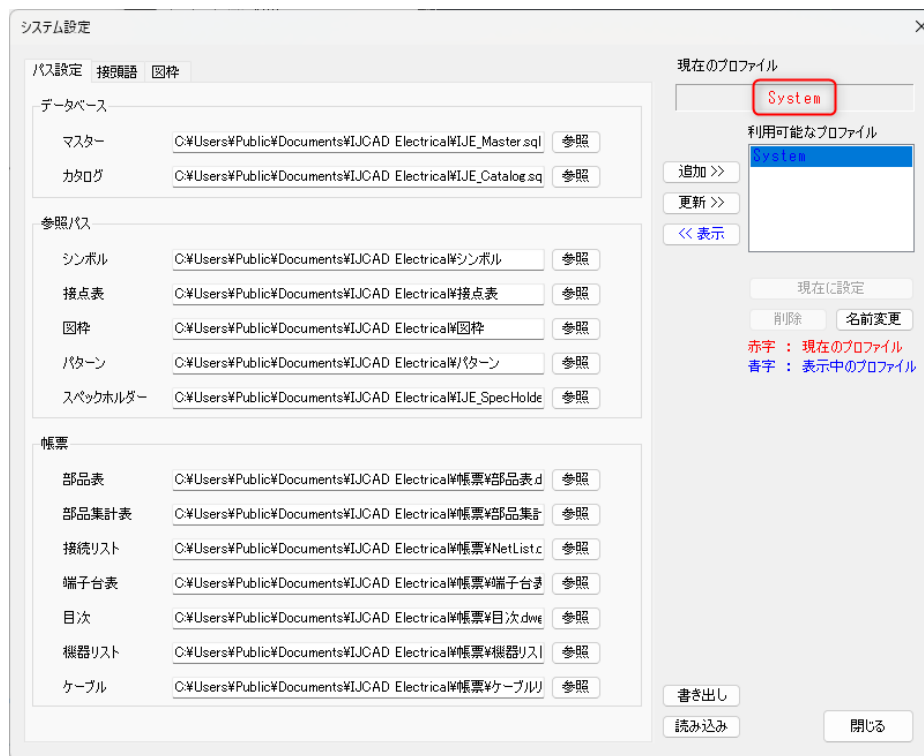 システム設定
パス設定 接頭語 図枠
データベース
マスター C:¥Users¥Public¥Documents¥IJCAD Electrical¥IJE_Master.sql 参照
カタログ C:¥Users¥Public¥Documents¥IJCAD Electrical¥IJE_Catalog.sq 参照
参照パス
シンボル C:¥Users¥Public¥Documents¥IJCAD Electrical¥シンボル 参照
接点表 C:¥Users¥Public¥Documents¥IJCAD Electrical¥接点表 参照
図枠 C:¥Users¥Public¥Documents¥IJCAD Electrical¥図枠 参照
パターン C:¥Users¥Public¥Documents¥IJCAD Electrical¥パターン 参照
スペックホルダー C:¥Users¥Public¥Documents¥IJCAD Electrical¥IJE_SpecHolde 参照
帳票
部品表 C:¥Users¥Public¥Documents¥IJCAD Electrical¥帳票¥部品表.d 参照
部品集計表 C:¥Users¥Public¥Documents¥IJCAD Electrical¥帳票¥部品集計 参照
接続リスト C:¥Users¥Public¥Documents¥IJCAD Electrical¥帳票¥NetList.c 参照
端子台表 C:¥Users¥Public¥Documents¥IJCAD Electrical¥帳票¥端子台表 参照
目次 C:¥Users¥Public¥Documents¥IJCAD Electrical¥帳票¥目次.dwg 参照
機器リスト C:¥Users¥Public¥Documents¥IJCAD Electrical¥帳票¥機器リスト 参照
ケーブル C:¥Users¥Public¥Documents¥IJCAD Electrical¥帳票¥ケーブルリ 参照
現在のプロファイル
System
利用可能なプロファイル
System
追加 >>
更新 >>
<< 表示
現在に設定
削除 名前変更
赤字 : 現在のプロファイル
青字 : 表示中のプロファイル
書き出し
読み込み
閉じる